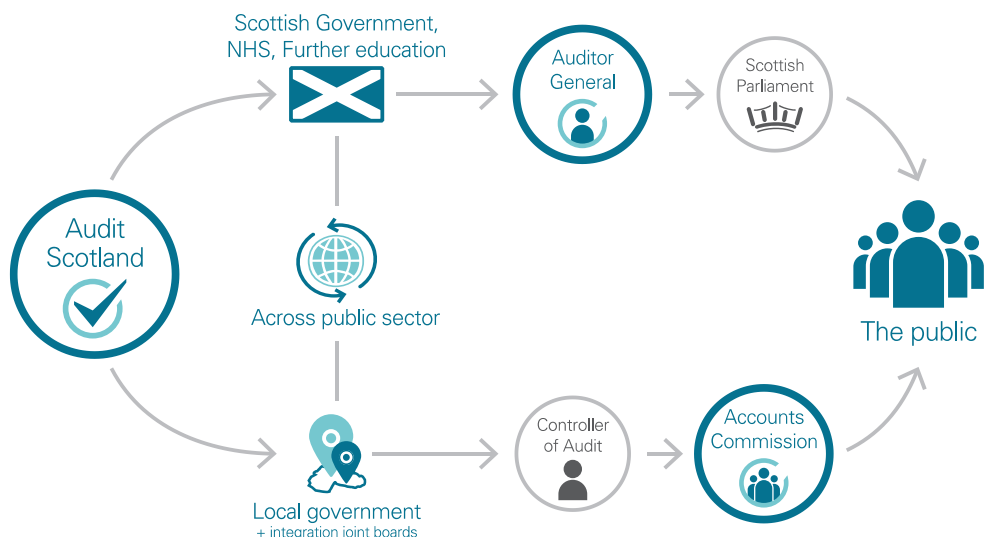 Scottish Government,
NHS, Further education
Auditor
General
Scottish
Parliament
Audit
Scotland
Across public sector
The public
Local government
+ integration joint boards
Controller
of Audit
Accounts
Commission